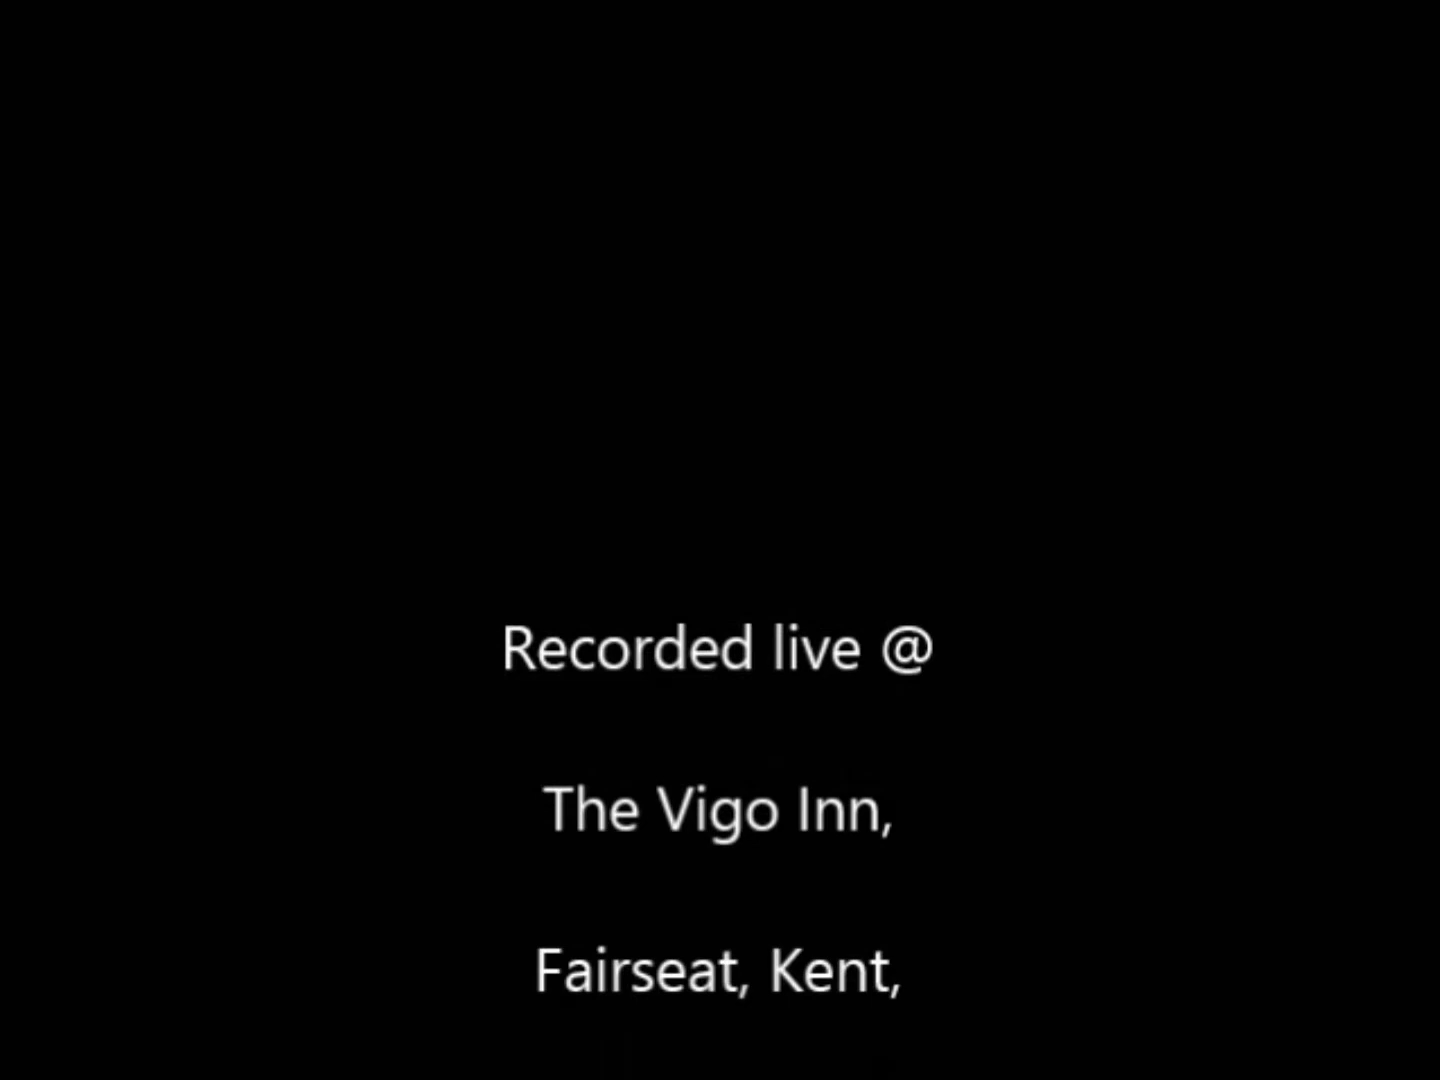 Recorded live @
The Vigo Inn,
Fairseat, Kent,